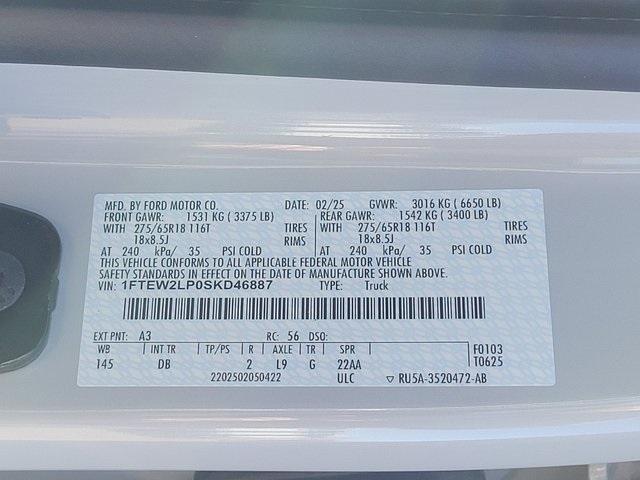 MFD. BY FORD MOTOR CO. DATE: 02/25 GVWR: 3016 KG ( 6650 LB)
FRONT GAWR: 1531 KG ( 3375 LB) REAR GAWR: 1542 KG ( 3400 LB)
WITH 275/65R18 116T TIRES WITH 275/65R18 116T TIRES
18x8.5J RIMS 18x8.5J RIMS
AT 240 kPa/ 35 PSI COLD AT 240 kPa/ 35 PSI COLD
THIS VEHICLE CONFORMS TO ALL APPLICABLE FEDERAL MOTOR VEHICLE
SAFETY STANDARDS IN EFFECT ON THE DATE OF MANUFACTURE SHOWN ABOVE.
VIN: 1FTEW2LP0SKD46887 TYPE: Truck
EXT PNT: A3 RC: 56 DSO:
WB INT TR TP/PS R AXLE TR SPR F0103
145 DB 2 L9 G 22AA T0625
2202502050422 ULC ▽ RU5A-3520472-AB